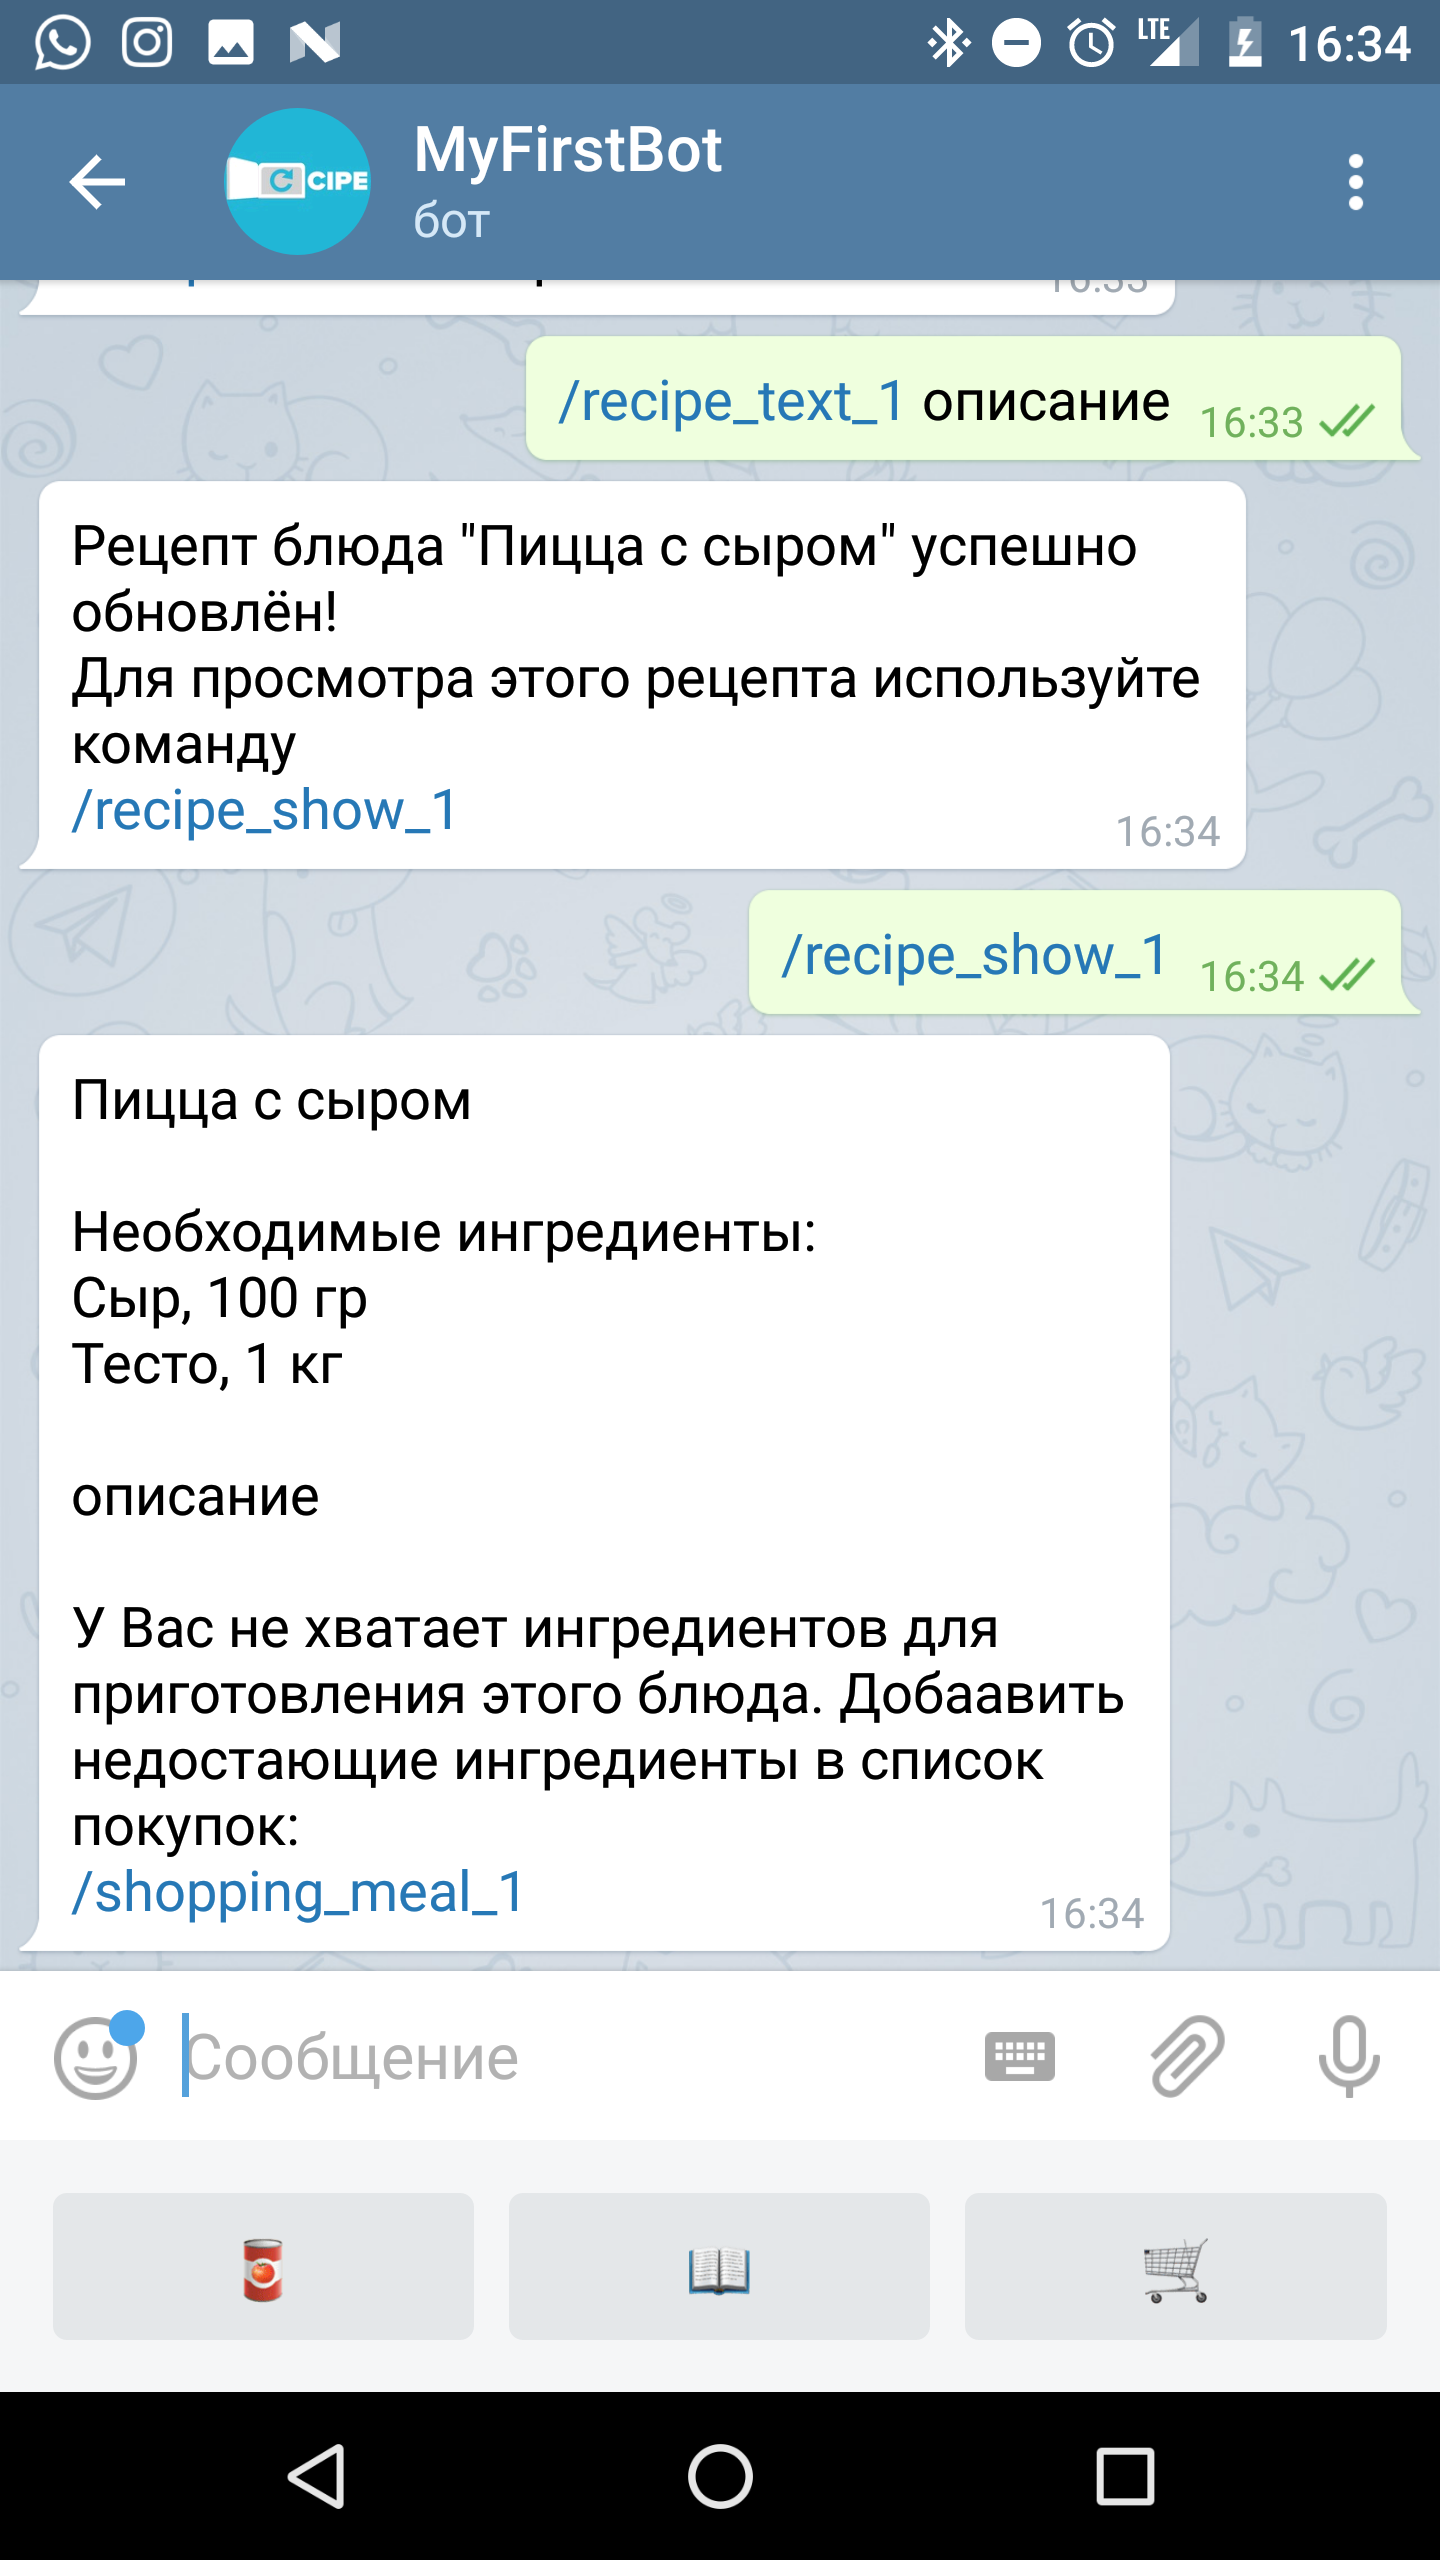 LTE 16:34
CIPE
MyFirstBot
бот
/recipe_text_1 описание 16:33
Рецепт блюда "Пицца с сыром" успешно
обновлён!
Для просмотра этого рецепта используйте
команду
/recipe_show_1
16:34
/recipe_show_1 16:34
Пицца с сыром
Необходимые ингредиенты:
Сыр, 100 гр
Тесто, 1 кг
описание
У Вас не хватает ингредиентов для
приготовления этого блюда. Добаавить
недостающие ингредиенты в список
покупок:
/shopping_meal_1
16:34
Сообщение